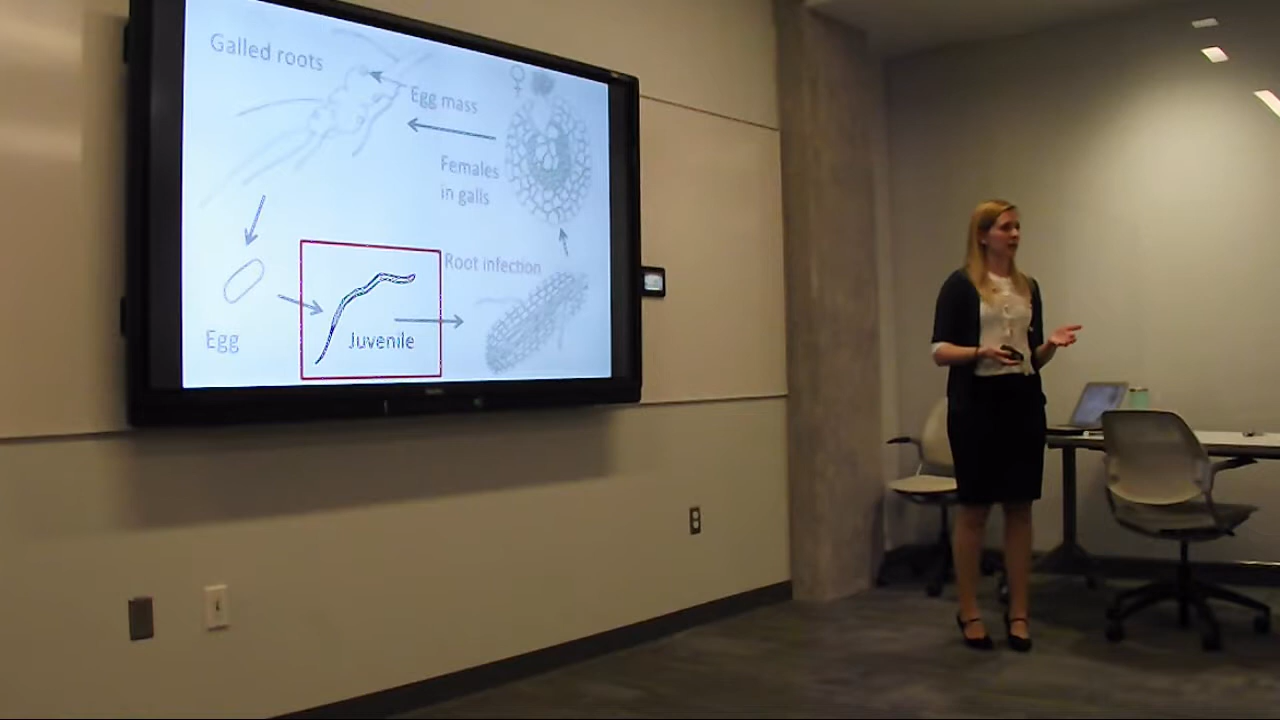 Galled roots
Egg mass
Females
in galls
Root infection
Egg
Juvenile